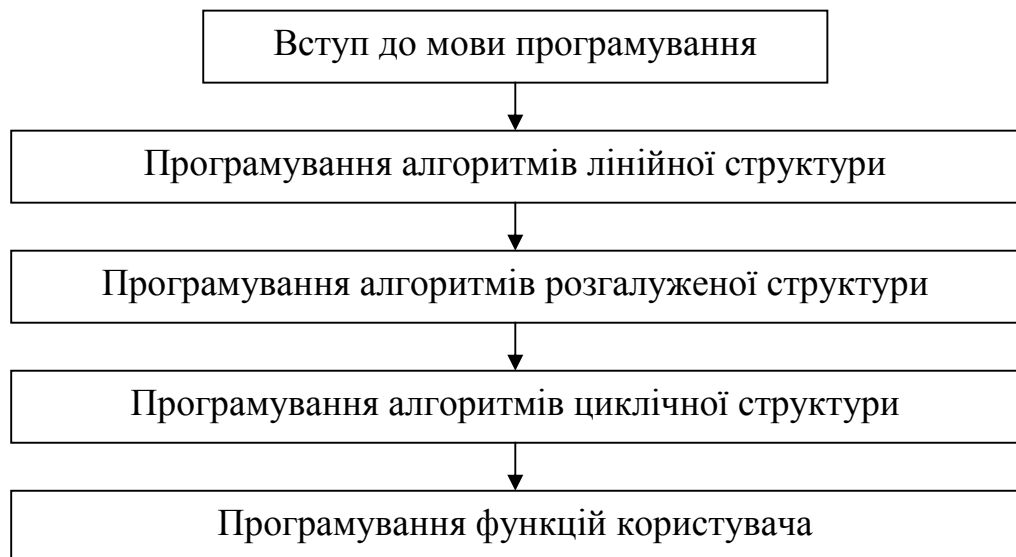 Вступ до мови програмування
Програмування алгоритмів лінійної структури
Програмування алгоритмів розгалуженої структури
Програмування алгоритмів циклічної структури
Програмування функцій користувача